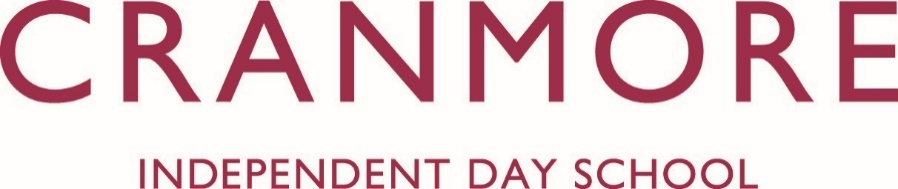 CRANMORE
INDEPENDENT DAY SCHOOL